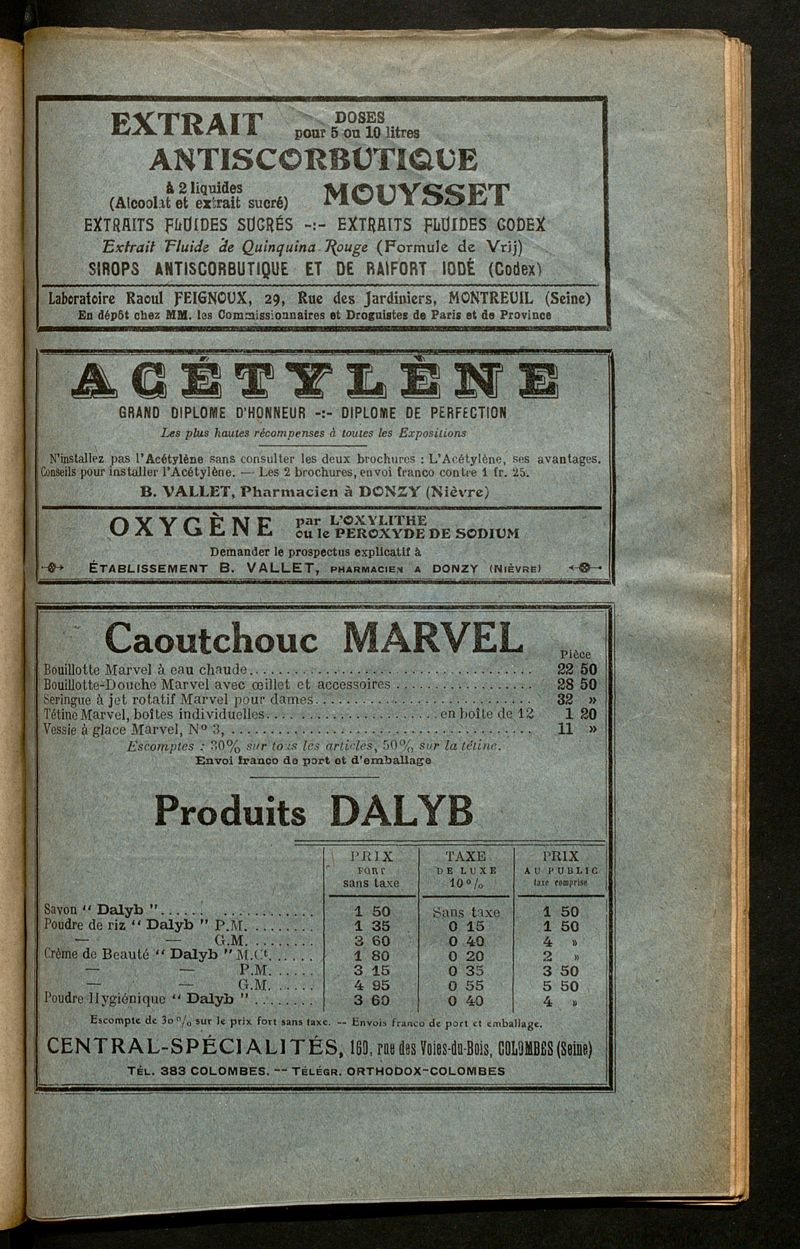 EXTRAIT DOSES
pour 5 ou 10 litres
ANTISCORBUTIQUE
à 2 liquides
(Alcoolat et extrait sucré) MOUYSSET
EXTRAITS FLUIDES SUCRÉS -:- EXTRAITS FLUIDES CODEX
Extrait Fluide de Quinquina Rouge (Formule de Vrij)
SIROPS ANTISCORBUTIQUE ET DE RAIFORT IODÉ (Codex)
Laboratoire Raoul FEIGNOUX, 29, Rue des Jardiniers, MONTREUIL (Seine)
En dépôt chez MM. les Commissionnaires et Droguistes de Paris et de Province
ACÉTYLÈNE
GRAND DIPLOME D'HONNEUR -:- DIPLOME DE PERFECTION
Les plus hautes récompenses à toutes les Expositions
N'installez pas l'Acétylène sans consulter les deux brochures : L'Acétylène, ses avantages.
Conseils pour installer l'Acétylène. — Les 2 brochures, envoi franco contre 1 fr. 25.
B. VALLET, Pharmacien à DONZY (Nièvre)
OXYGÈNE par L'OXYLITHE
ou le PEROXYDE DE SODIUM
Demander le prospectus explicatif à
ÉTABLISSEMENT B. VALLET, PHARMACIEN A DONZY (NIÈVRE)
Caoutchouc MARVEL
Pièce
Bouillotte Marvel à eau chaude 22 50
Bouillotte-Douche Marvel avec œillet et accessoires 28 50
Seringue à jet rotatif Marvel pour dames 32 »
Tétine Marvel, boîtes individuelles en boîte de 12 1 20
Vessie à glace Marvel, N° 3, 11 »
Escomptes : 30% sur tous les articles, 50% sur la tétine.
Envoi franco de port et d'emballage
Produits DALYB
PRIX TAXE PRIX
FORT DE LUXE AU PUBLIC
sans taxe 10 % taxe comprise
Savon “ Dalyb ” 1 50 Sans taxe 1 50
Poudre de riz “ Dalyb ” P.M. 1 35 0 15 1 50
— — G.M. 3 60 0 40 4 »
Crème de Beauté “ Dalyb ” M.Ct. 1 80 0 20 2 »
— — P.M. 3 15 0 35 3 50
— — G.M. 4 95 0 55 5 50
Poudre Hygiénique “ Dalyb ” 3 60 0 40 4 »
Escompte de 30 % sur le prix fort sans taxe. — Envois franco de port et emballage.
CENTRAL-SPÉCIALITÉS, 160, rue des Voies-du-Bois, COLOMBES (Seine)
TÉL. 383 COLOMBES. — TÉLÉGR. ORTHODOX-COLOMBES